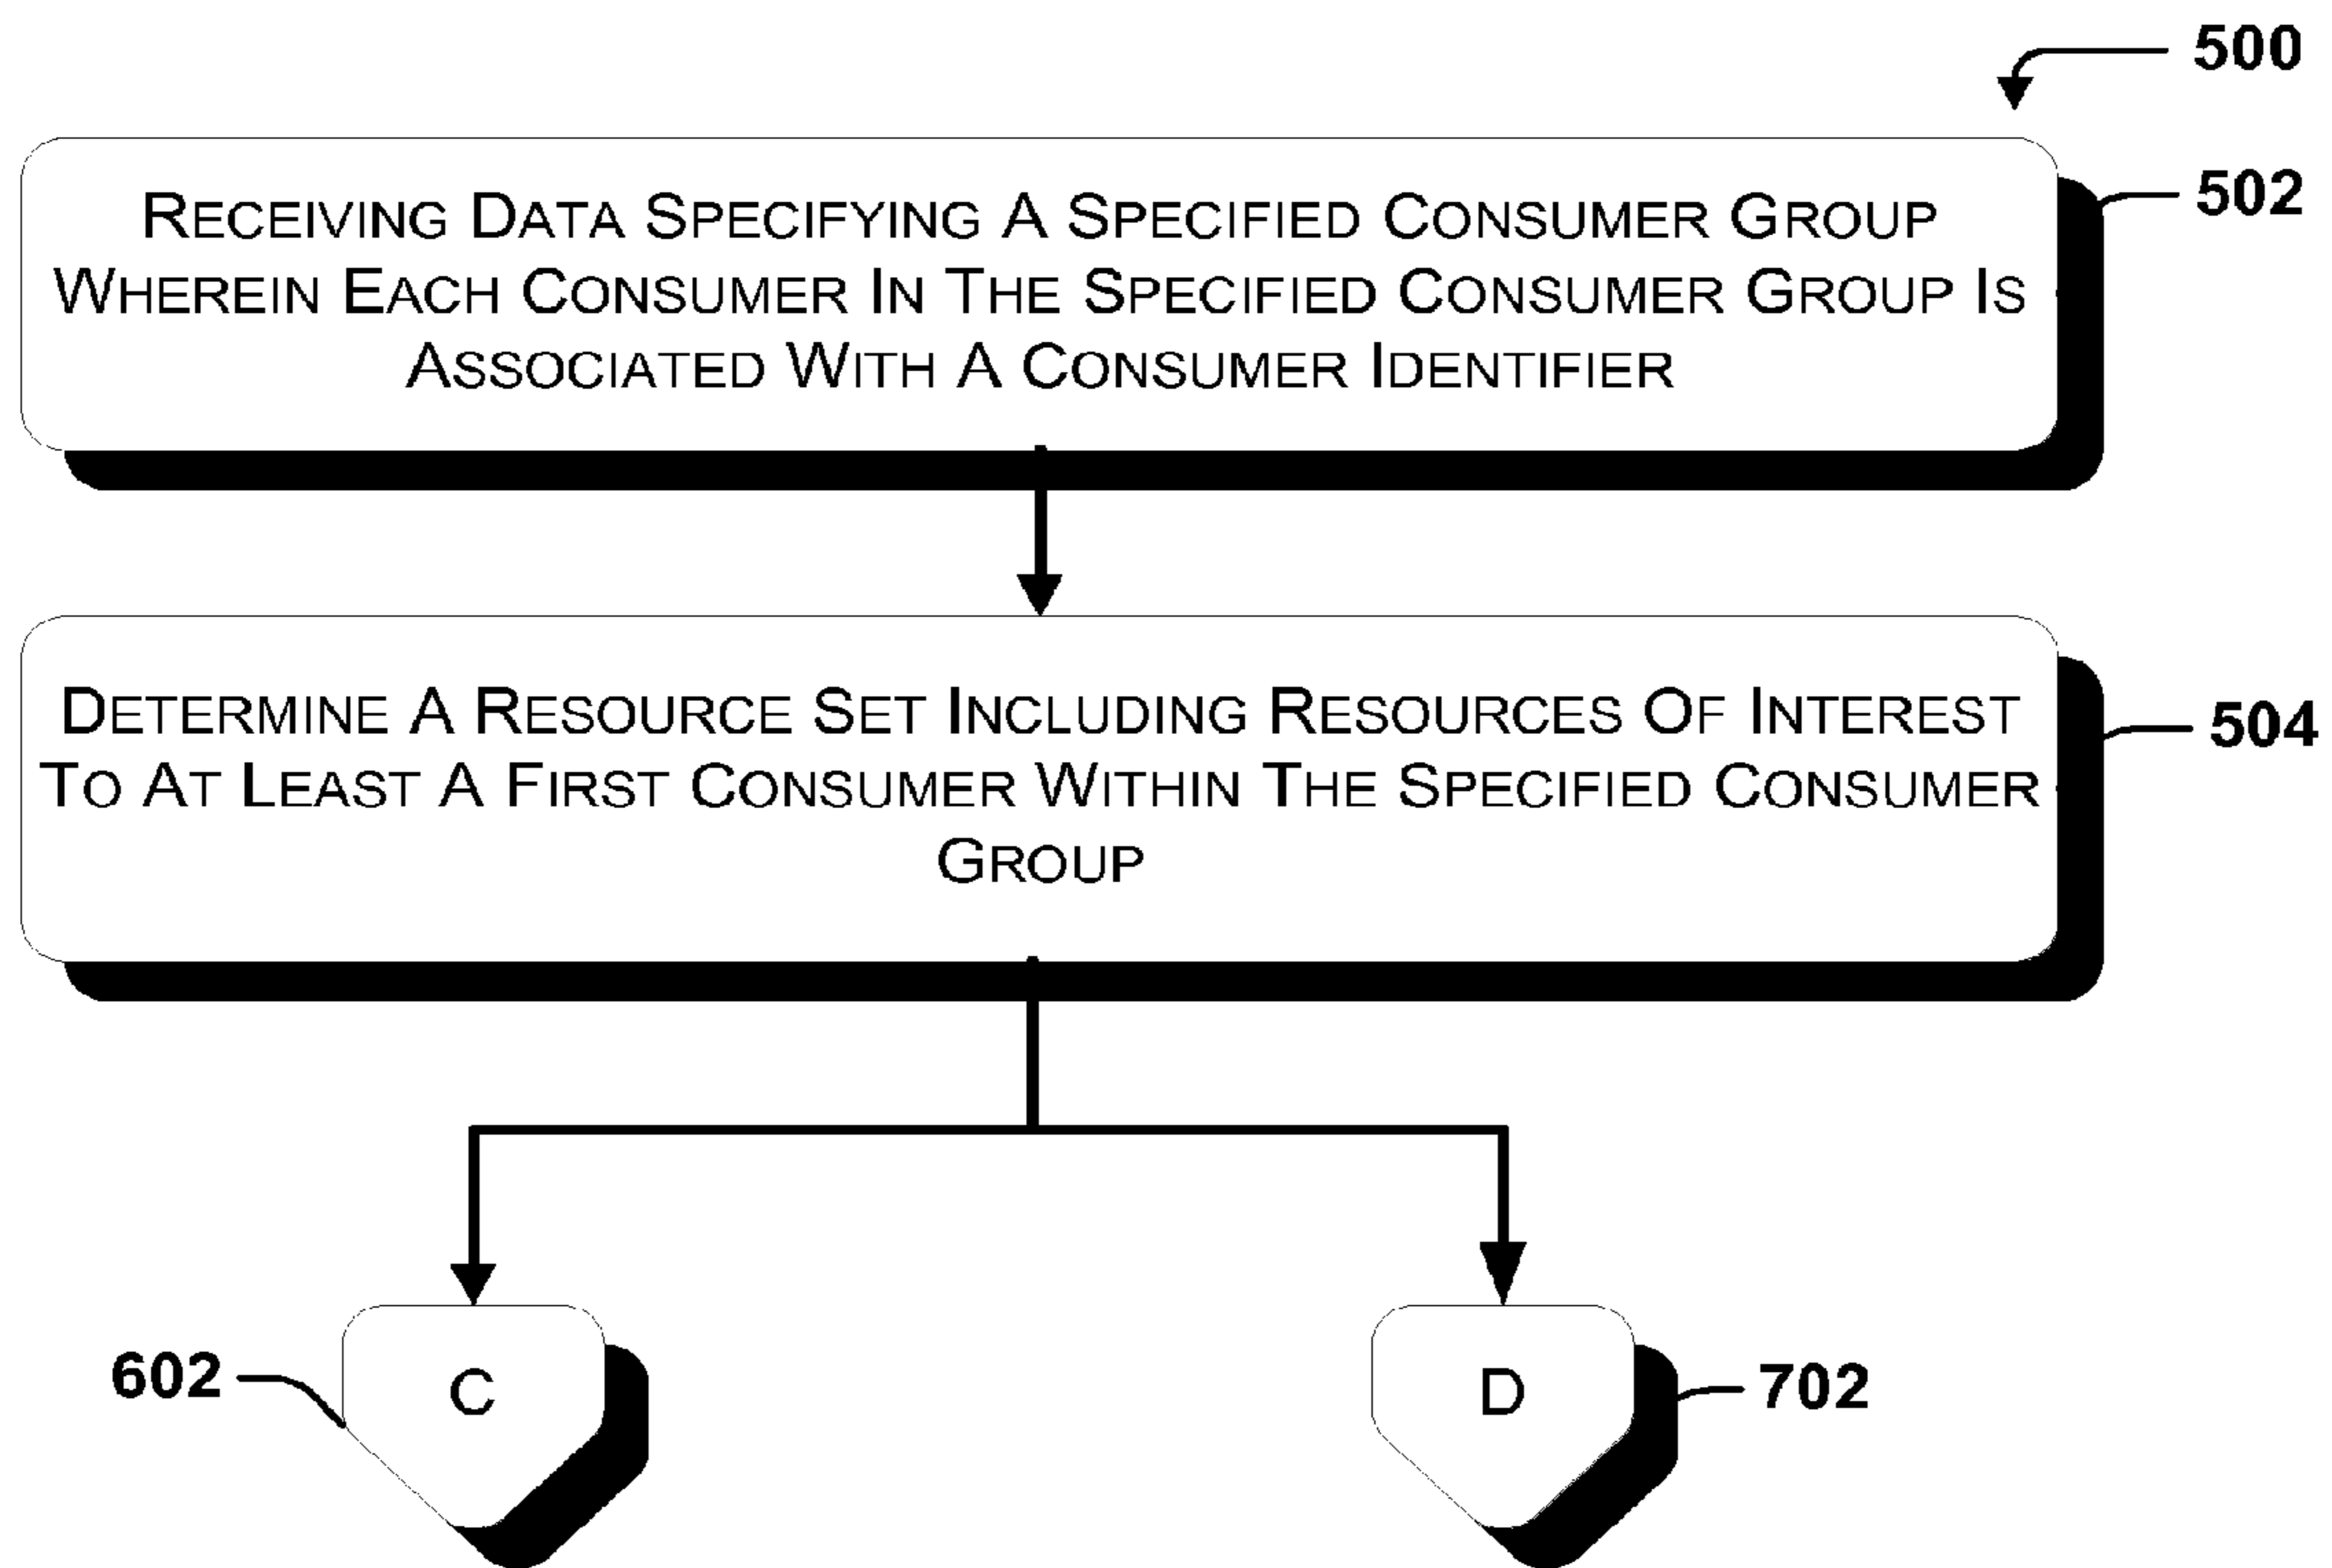 500
RECEIVING DATA SPECIFYING A SPECIFIED CONSUMER GROUP
WHEREIN EACH CONSUMER IN THE SPECIFIED CONSUMER GROUP IS
ASSOCIATED WITH A CONSUMER IDENTIFIER
502
DETERMINE A RESOURCE SET INCLUDING RESOURCES OF INTEREST
TO AT LEAST A FIRST CONSUMER WITHIN THE SPECIFIED CONSUMER
GROUP
504
602
C
D
702